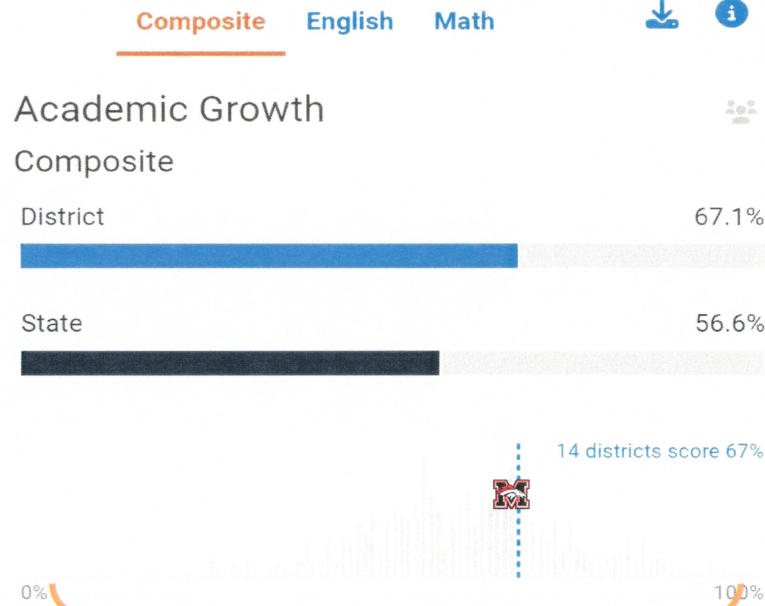 Composite English Math
Academic Growth
Composite
District 67.1%
State 56.6%
14 districts score 67%
M
0% 100%